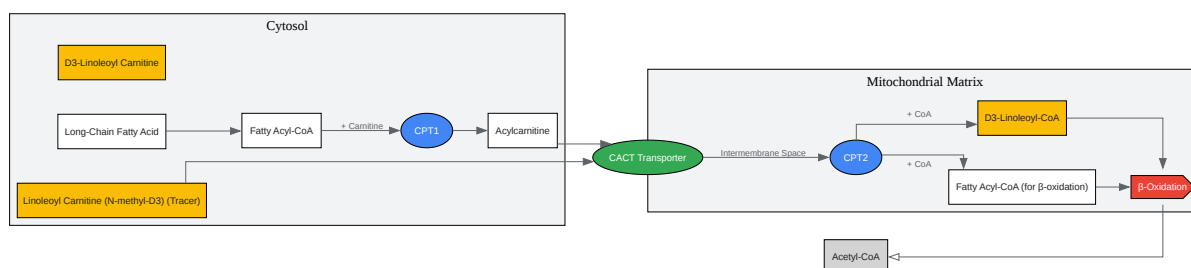 Cytosol
D3-Linoleoyl Carnitine
Long-Chain Fatty Acid
Fatty Acyl-CoA
+ Carnitine
CPT1
Acylcarnitine
Linoleoyl Carnitine (N-methyl-D3) (Tracer)
CACT Transporter
Mitochondrial Matrix
Intermembrane Space
CPT2
+ CoA
D3-Linoleoyl-CoA
+ CoA
Fatty Acyl-CoA (for β-oxidation)
β-Oxidation
Acetyl-CoA